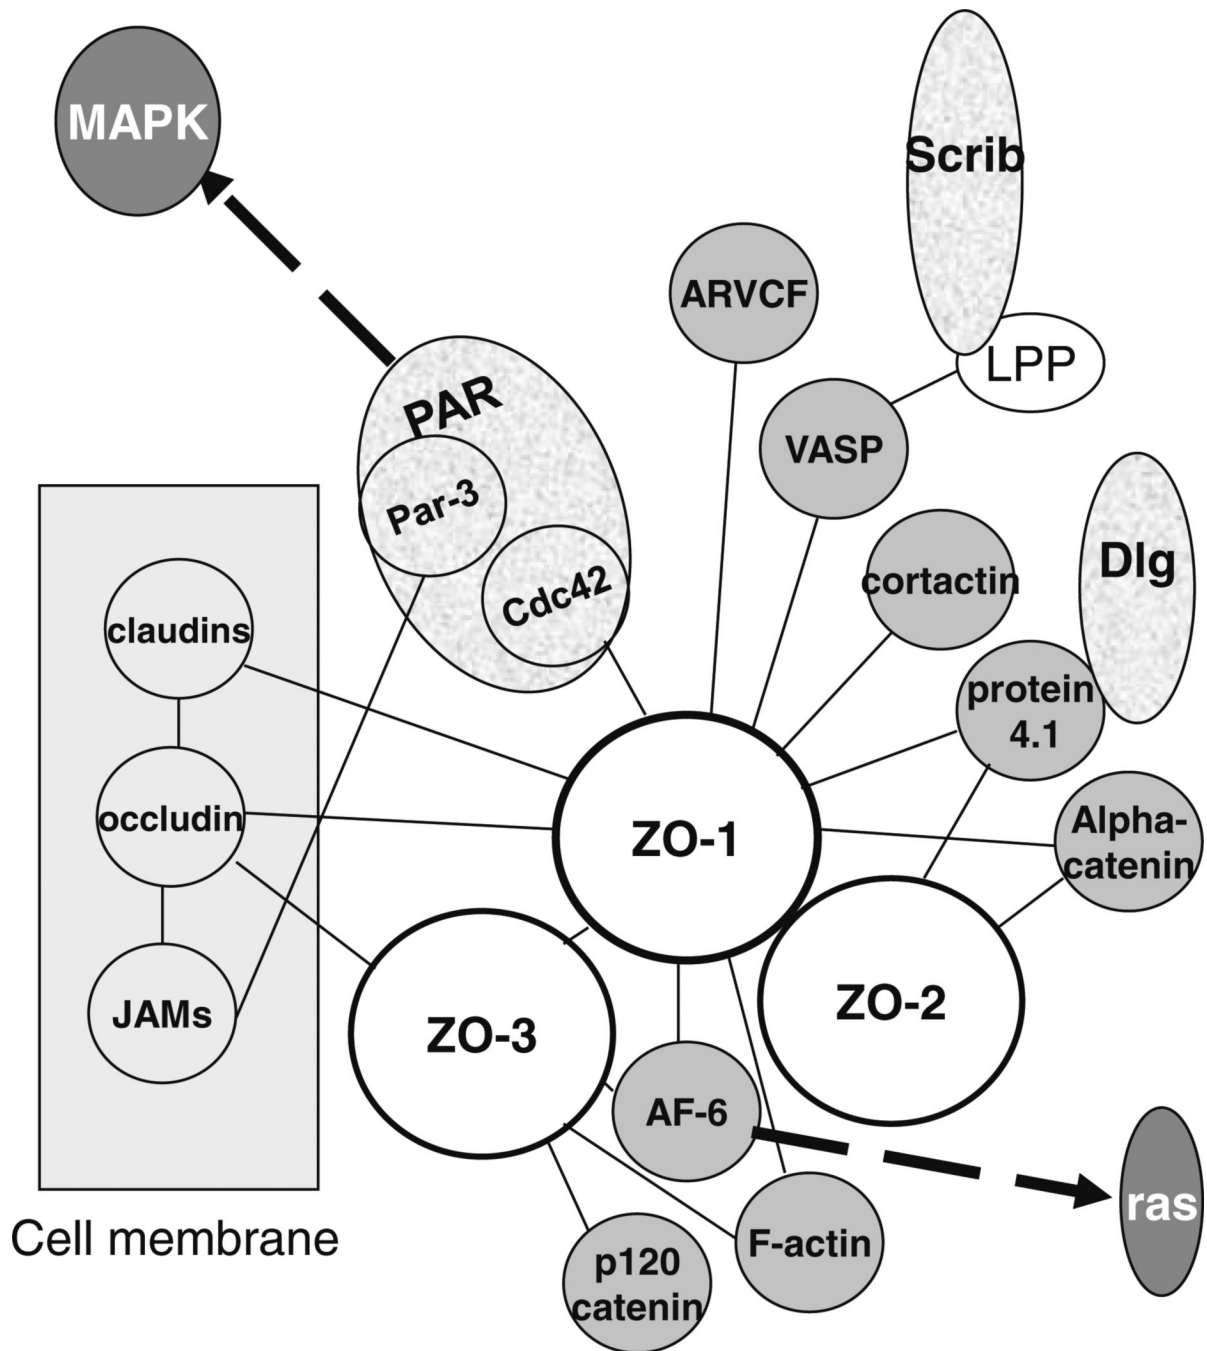 MAPK
Scrib
ARVCF
LPP
PAR
VASP
Par-3
Dlg
cortactin
Cdc42
claudins
protein
4.1
occludin
ZO-1
Alpha-
catenin
JAMs
ZO-3
ZO-2
AF-6
ras
Cell membrane
F-actin
p120
catenin